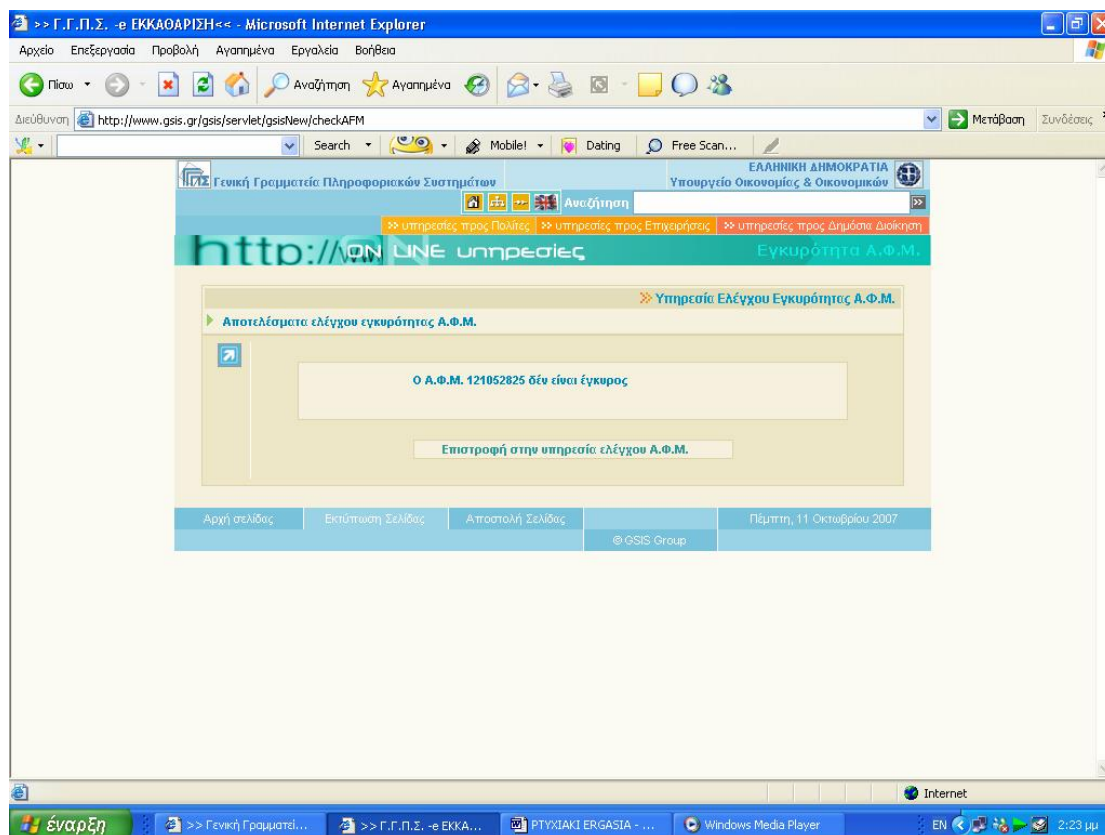 >> Γ.Γ.Π.Σ. -e ΕΚΚΑΘΑΡΙΣΗ<< - Microsoft Internet Explorer
Αρχείο Επεξεργασία Προβολή Αγαπημένα Εργαλεία Βοήθεια
Πίσω Αναζήτηση Αγαπημένα
Διεύθυνση http://www.gsis.gr/gsis/servlet/gsisNew/checkAFM Μετάβαση Συνδέσεις »
Search Mobile! Dating Free Scan...
ΓΓΠΣ Γενική Γραμματεία Πληροφοριακών Συστημάτων
ΕΛΛΗΝΙΚΗ ΔΗΜΟΚΡΑΤΙΑ
Υπουργείο Οικονομίας & Οικονομικών
Αναζήτηση
>> υπηρεσίες προς Πολίτες >> υπηρεσίες προς Επιχειρήσεις >> υπηρεσίες προς Δημόσια Διοίκηση
http:// ON LINE υπηρεσίες Εγκυρότητα Α.Φ.Μ.
>> Υπηρεσία Ελέγχου Εγκυρότητας Α.Φ.Μ.
Αποτελέσματα ελέγχου εγκυρότητας Α.Φ.Μ.
Ο Α.Φ.Μ. 121052825 δέν είναι έγκυρος
Επιστροφή στην υπηρεσία ελέγχου Α.Φ.Μ.
Αρχή σελίδας Εκτύπωση Σελίδας Αποστολή Σελίδας Πέμπτη, 11 Οκτωβρίου 2007
© GSIS Group
Internet
έναρξη >> Γενική Γραμματεί... >> Γ.Γ.Π.Σ. -e ΕΚΚΑ... PTYXIAKI ERGASIA - ... Windows Media Player EN 2:23 μμ